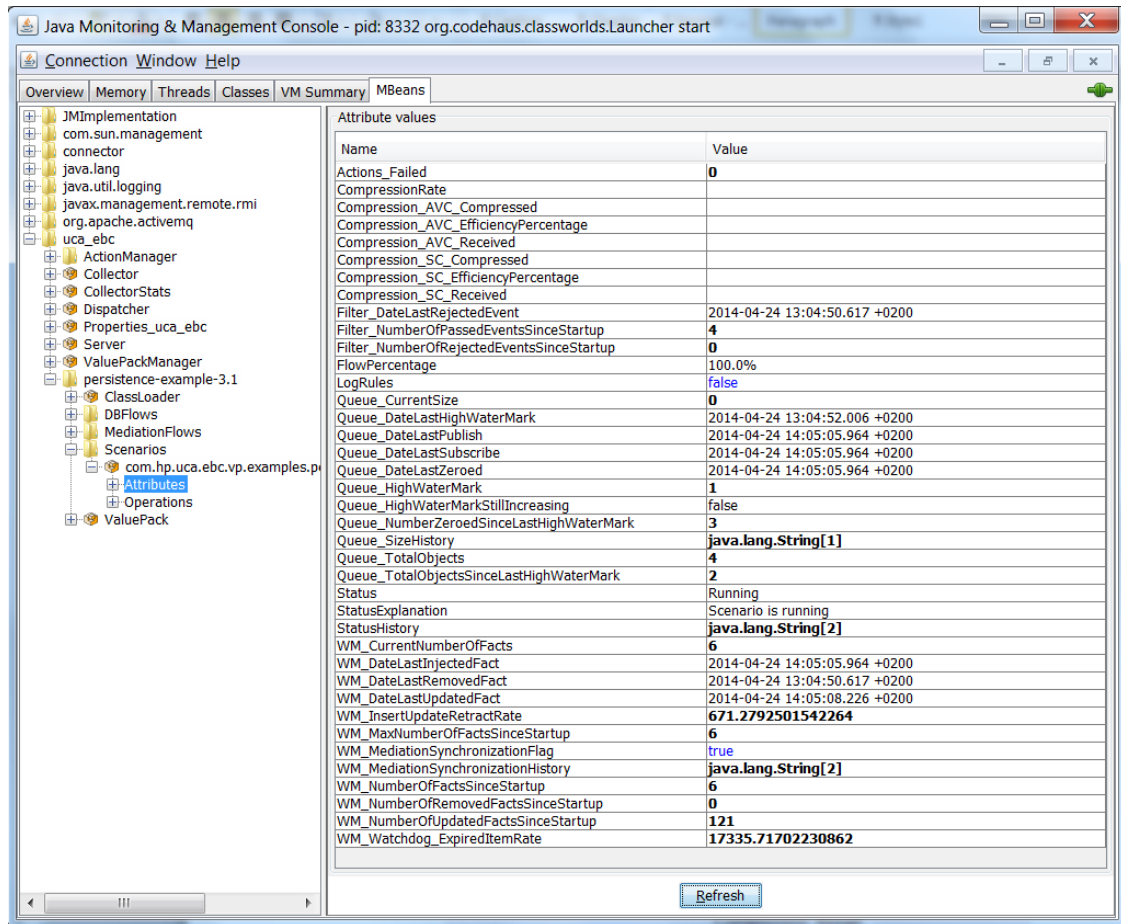 Java Monitoring & Management Console - pid: 8332 org.codehaus.classworlds.Launcher start
Connection Window Help
Overview Memory Threads Classes VM Summary MBeans
JMImplementation
com.sun.management
connector
java.lang
java.util.logging
javax.management.remote.rmi
org.apache.activemq
uca_ebc
ActionManager
Collector
CollectorStats
Dispatcher
Properties_uca_ebc
Server
ValuePackManager
persistence-example-3.1
ClassLoader
DBFlows
MediationFlows
Scenarios
com.hp.uca.ebc.vp.examples.pe
Attributes
Operations
ValuePack
Attribute values
Name Value
Actions_Failed 0
CompressionRate
Compression_AVC_Compressed
Compression_AVC_EfficiencyPercentage
Compression_AVC_Received
Compression_SC_Compressed
Compression_SC_EfficiencyPercentage
Compression_SC_Received
Filter_DateLastRejectedEvent 2014-04-24 13:04:50.617 +0200
Filter_NumberOfPassedEventsSinceStartup 4
Filter_NumberOfRejectedEventsSinceStartup 0
FlowPercentage 100.0%
LogRules false
Queue_CurrentSize 0
Queue_DateLastHighWaterMark 2014-04-24 13:04:52.006 +0200
Queue_DateLastPublish 2014-04-24 14:05:05.964 +0200
Queue_DateLastSubscribe 2014-04-24 14:05:05.964 +0200
Queue_DateLastZeroed 2014-04-24 14:05:05.964 +0200
Queue_HighWaterMark 1
Queue_HighWaterMarkStillIncreasing false
Queue_NumberZeroedSinceLastHighWaterMark 3
Queue_SizeHistory java.lang.String[1]
Queue_TotalObjects 4
Queue_TotalObjectsSinceLastHighWaterMark 2
Status Running
StatusExplanation Scenario is running
StatusHistory java.lang.String[2]
WM_CurrentNumberOfFacts 6
WM_DateLastInjectedFact 2014-04-24 14:05:05.964 +0200
WM_DateLastRemovedFact 2014-04-24 13:04:50.617 +0200
WM_DateLastUpdatedFact 2014-04-24 14:05:08.226 +0200
WM_InsertUpdateRetractRate 671.2792501542264
WM_MaxNumberOfFactsSinceStartup 6
WM_MediationSynchronizationFlag true
WM_MediationSynchronizationHistory java.lang.String[2]
WM_NumberOfFactsSinceStartup 6
WM_NumberOfRemovedFactsSinceStartup 0
WM_NumberOfUpdatedFactsSinceStartup 121
WM_Watchdog_ExpiredItemRate 17335.71702230862
Refresh